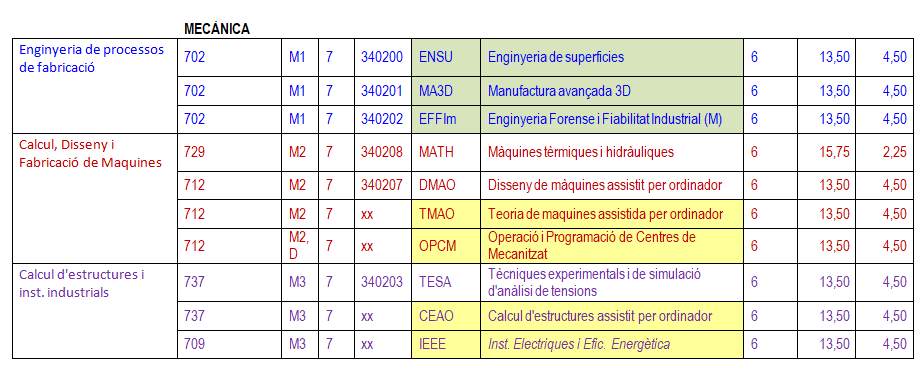 MECÁNICA
Enginyeria de processos
de fabricació
702 M1 7 340200 ENSU Enginyeria de superficies 6 13,50 4,50
702 M1 7 340201 MA3D Manufactura avançada 3D 6 13,50 4,50
702 M1 7 340202 EFFIm Enginyeria Forense i Fiabilitat Industrial (M) 6 13,50 4,50
Calcul, Disseny i
Fabricació de Maquines
729 M2 7 340208 MATH Màquines tèrmiques i hidràuliques 6 15,75 2,25
712 M2 7 340207 DMAO Disseny de màquines assistit per ordinador 6 13,50 4,50
712 M2 7 xx TMAO Teoria de maquines assistida per ordinador 6 13,50 4,50
712 M2, D 7 xx OPCM Operació i Programació de Centres de
Mecanitzat 6 13,50 4,50
Calcul d'estructures i
inst. industrials
737 M3 7 340203 TESA Tècniques experimentals i de simulació
d'anàlisi de tensions 6 13,50 4,50
737 M3 7 xx CEAO Calcul d'estructures assistit per ordinador 6 13,50 4,50
709 M3 7 xx IEEE Inst. Electriques i Efic. Energètica 6 13,50 4,50